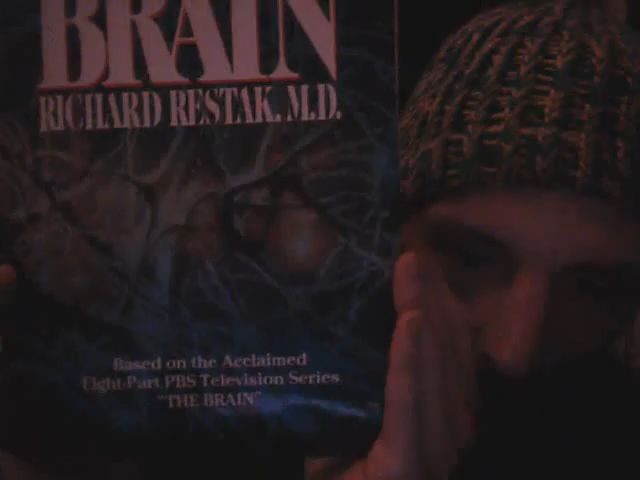 BRAIN
RICHARD RESTAK, M.D.
Based on the Acclaimed
Eight-Part PBS Television Series
"THE BRAIN"